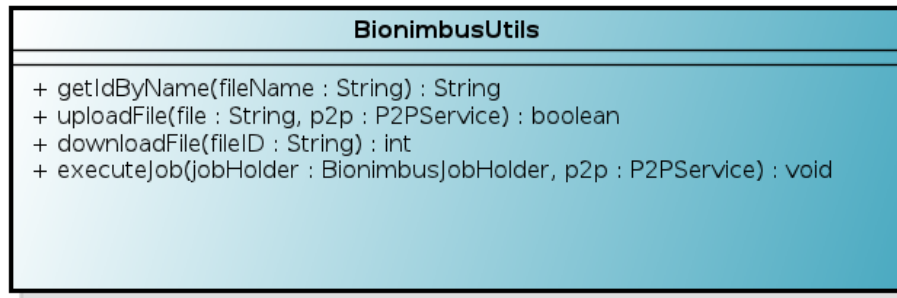 BionimbusUtils
+ getIdByName(fileName : String) : String
+ uploadFile(file : String, p2p : P2PService) : boolean
+ downloadFile(fileID : String) : int
+ executeJob(jobHolder : BionimbusJobHolder, p2p : P2PService) : void